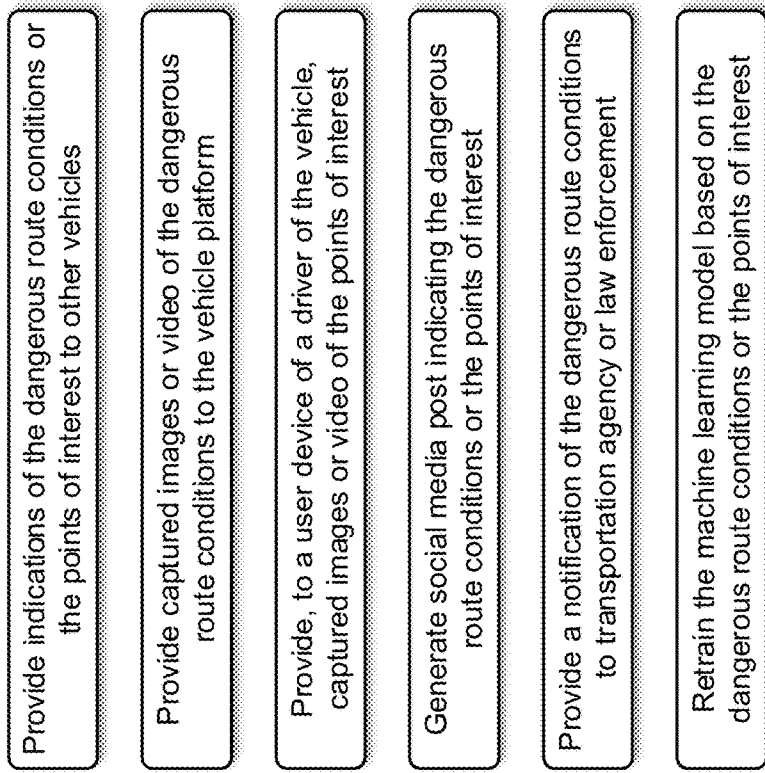 Provide indications of the dangerous route conditions or
the points of interest to other vehicles
Provide captured images or video of the dangerous
route conditions to the vehicle platform
Provide, to a user device of a driver of the vehicle,
captured images or video of the points of interest
Generate social media post indicating the dangerous
route conditions or the points of interest
Provide a notification of the dangerous route conditions
to transportation agency or law enforcement
Retrain the machine learning model based on the
dangerous route conditions or the points of interest